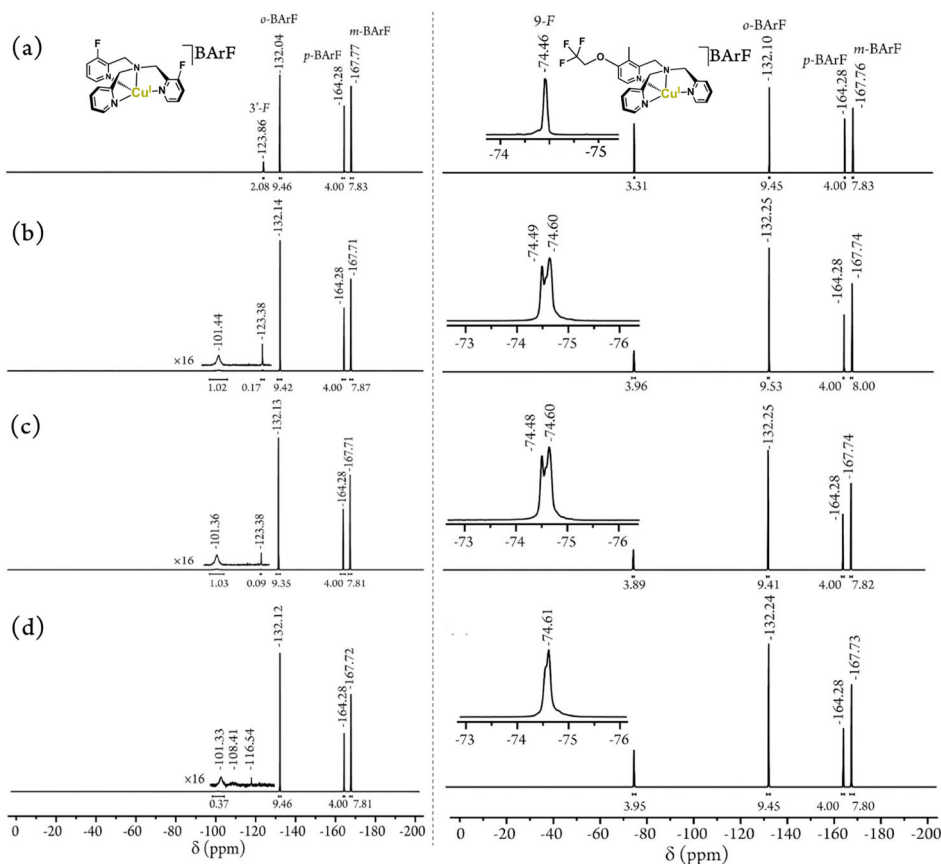 (a)
F
F
N
N
N
N
Cu^I
]BArF
3'-F
-123.86
o-BArF
-132.04
p-BArF
-164.28
m-BArF
-167.77
2.08 9.46 4.00 7.83
9-F
-74.46
-74 -75
F
F
F
O
N
N
N
N
Cu^I
]BArF
o-BArF
-132.10
p-BArF
-164.28
m-BArF
-167.76
3.31 9.45 4.00 7.83
(b)
×16
-101.44
-123.38
-132.14
-164.28
-167.71
1.02 0.17 9.42 4.00 7.87
-74.49
-74.60
-73 -74 -75 -76
-132.25
-164.28
-167.74
3.96 9.53 4.00 8.00
(c)
×16
-101.36
-123.38
-132.13
-164.28
-167.71
1.03 0.09 9.35 4.00 7.81
-74.48
-74.60
-73 -74 -75 -76
-132.25
-164.28
-167.74
3.89 9.41 4.00 7.82
(d)
×16
-101.33
-108.41
-116.54
-132.12
-164.28
-167.72
0.37 9.46 4.00 7.81
-74.61
-73 -74 -75 -76
-132.24
-164.28
-167.73
3.95 9.45 4.00 7.80
0 -20 -40 -60 -80 -100 -120 -140 -160 -180 -200
δ (ppm)
0 -20 -40 -60 -80 -100 -120 -140 -160 -180 -200
δ (ppm)